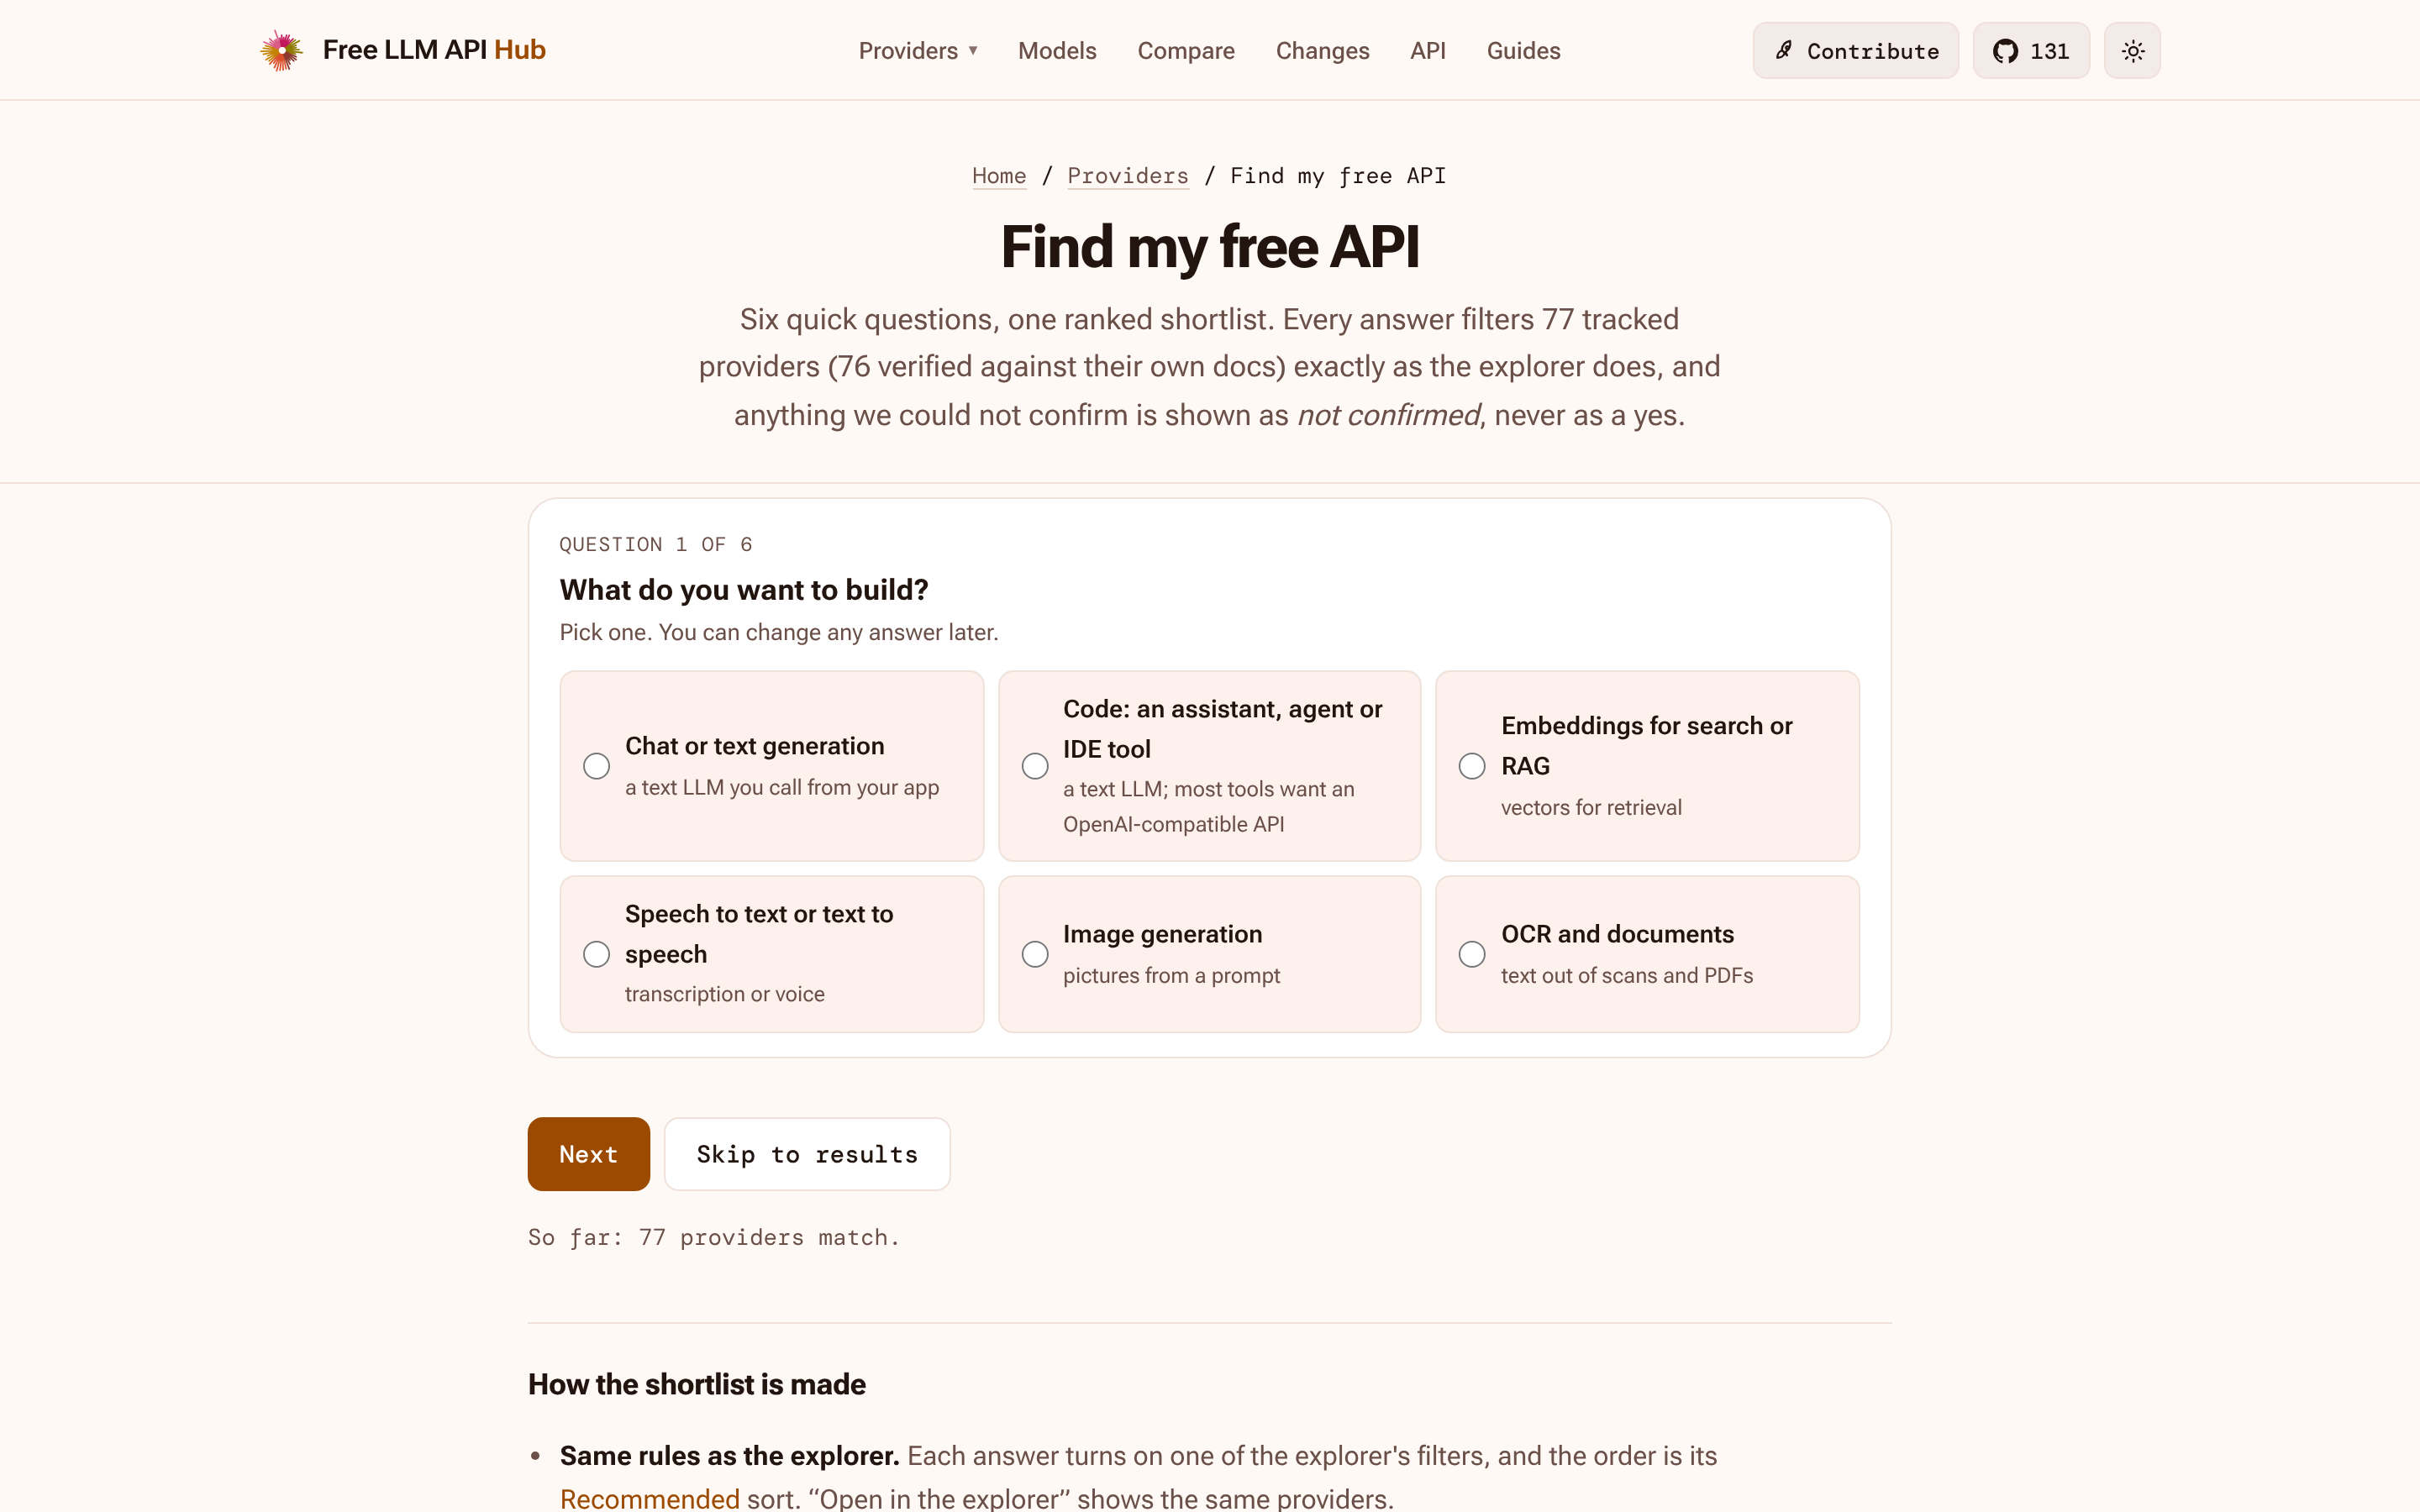 Free LLM API Hub
Providers ▾
Models
Compare
Changes
API
Guides
Contribute
131
Home / Providers / Find my free API
Find my free API
Six quick questions, one ranked shortlist. Every answer filters 77 tracked
providers (76 verified against their own docs) exactly as the explorer does, and
anything we could not confirm is shown as not confirmed, never as a yes.
QUESTION 1 OF 6
What do you want to build?
Pick one. You can change any answer later.
Chat or text generation
a text LLM you call from your app
Code: an assistant, agent or
IDE tool
a text LLM; most tools want an
OpenAI-compatible API
Embeddings for search or
RAG
vectors for retrieval
Speech to text or text to
speech
transcription or voice
Image generation
pictures from a prompt
OCR and documents
text out of scans and PDFs
Next
Skip to results
So far: 77 providers match.
How the shortlist is made
• Same rules as the explorer. Each answer turns on one of the explorer's filters, and the order is its
Recommended sort. “Open in the explorer” shows the same providers.